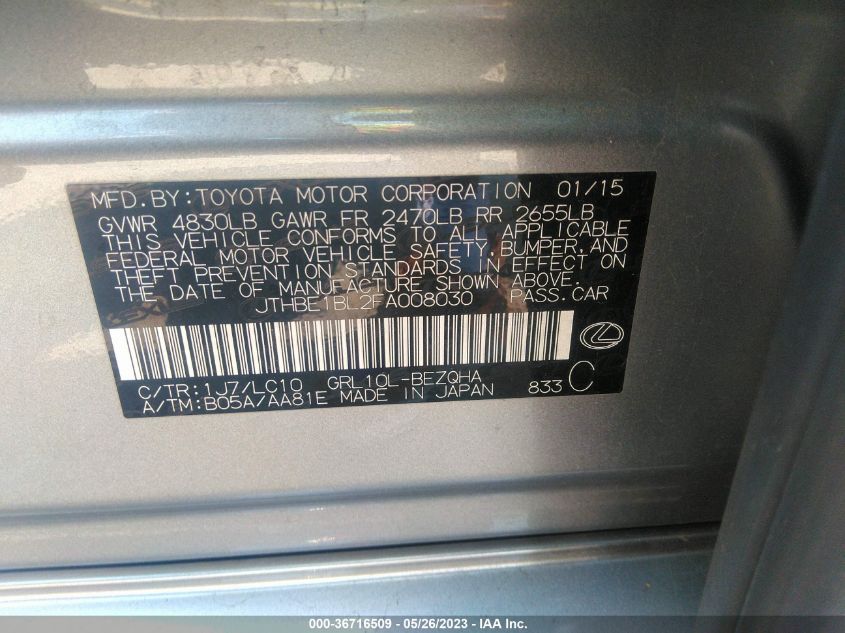 MFD.BY:TOYOTA MOTOR CORPORATION 01/15
GVWR 4830LB GAWR FR 2470LB RR 2655LB
THIS VEHICLE CONFORMS TO ALL APPLICABLE
FEDERAL MOTOR VEHICLE SAFETY,BUMPER,AND
THEFT PREVENTION STANDARDS IN EFFECT ON
THE DATE OF MANUFACTURE SHOWN ABOVE.
JTHBE1BL2FA008030 PASS.CAR
C/TR:1J7/LC10 GRL10L-BEZQHA
A/TM:B05A/AA81E MADE IN JAPAN 833 C
000-36716509 - 05/26/2023 - IAA Inc.